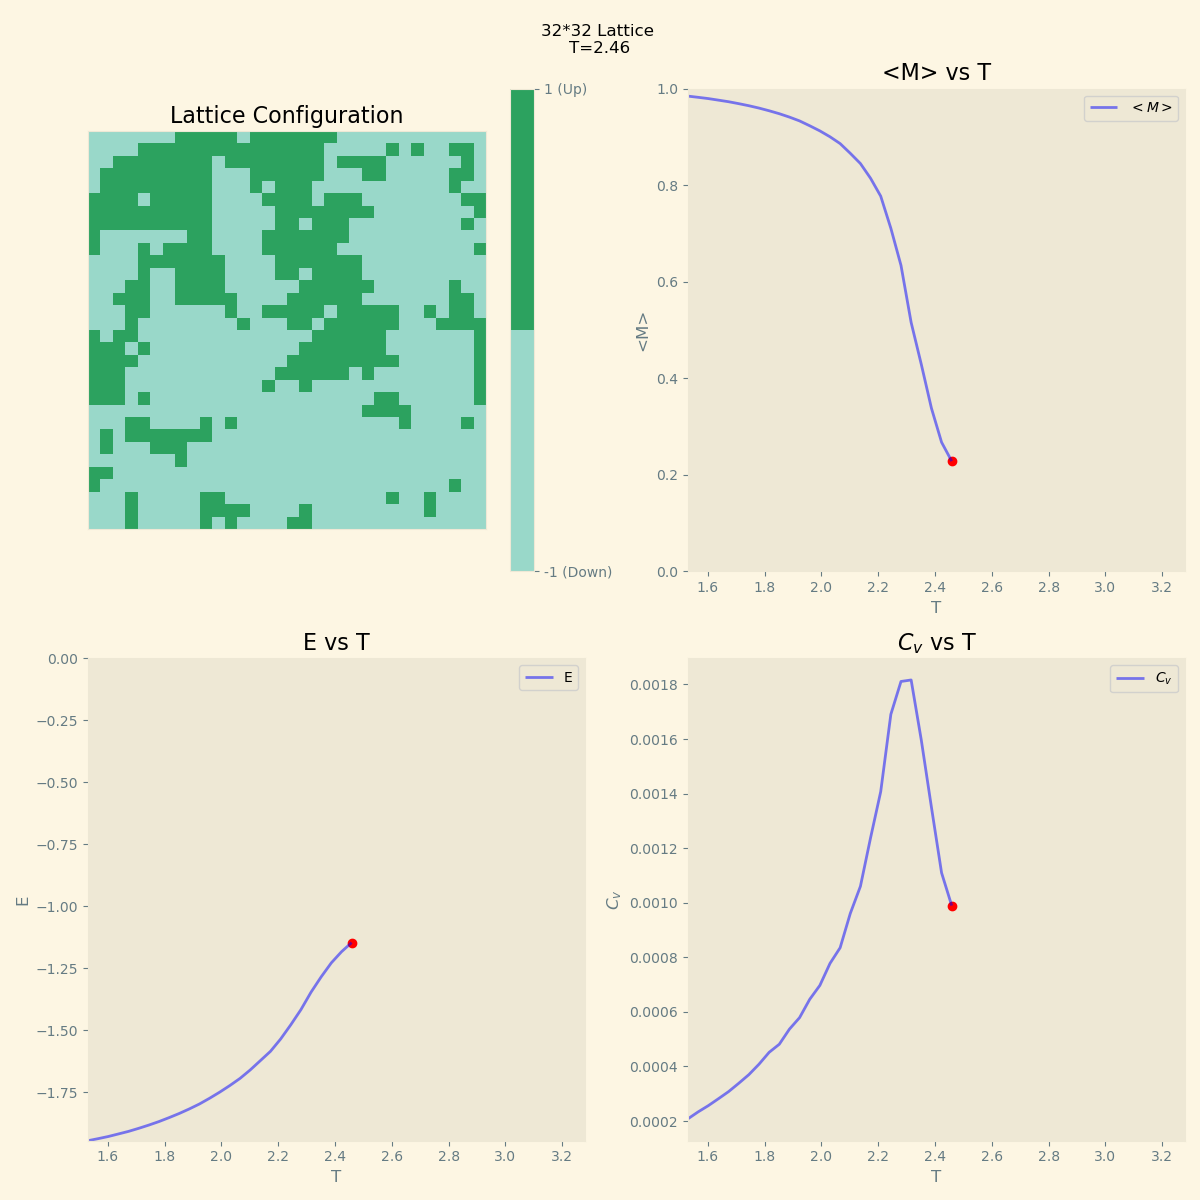 32*32 Lattice
T=2.46
Lattice Configuration
1 (Up)
-1 (Down)
<M> vs T
<M>
1.0
0.8
0.6
0.4
0.2
0.0
<M>
1.6 1.8 2.0 2.2 2.4 2.6 2.8 3.0 3.2
T
E vs T
E
0.00
−0.25
−0.50
−0.75
−1.00
−1.25
−1.50
−1.75
E
1.6 1.8 2.0 2.2 2.4 2.6 2.8 3.0 3.2
T
Cv vs T
Cv
0.0018
0.0016
0.0014
0.0012
0.0010
0.0008
0.0006
0.0004
0.0002
Cv
1.6 1.8 2.0 2.2 2.4 2.6 2.8 3.0 3.2
T